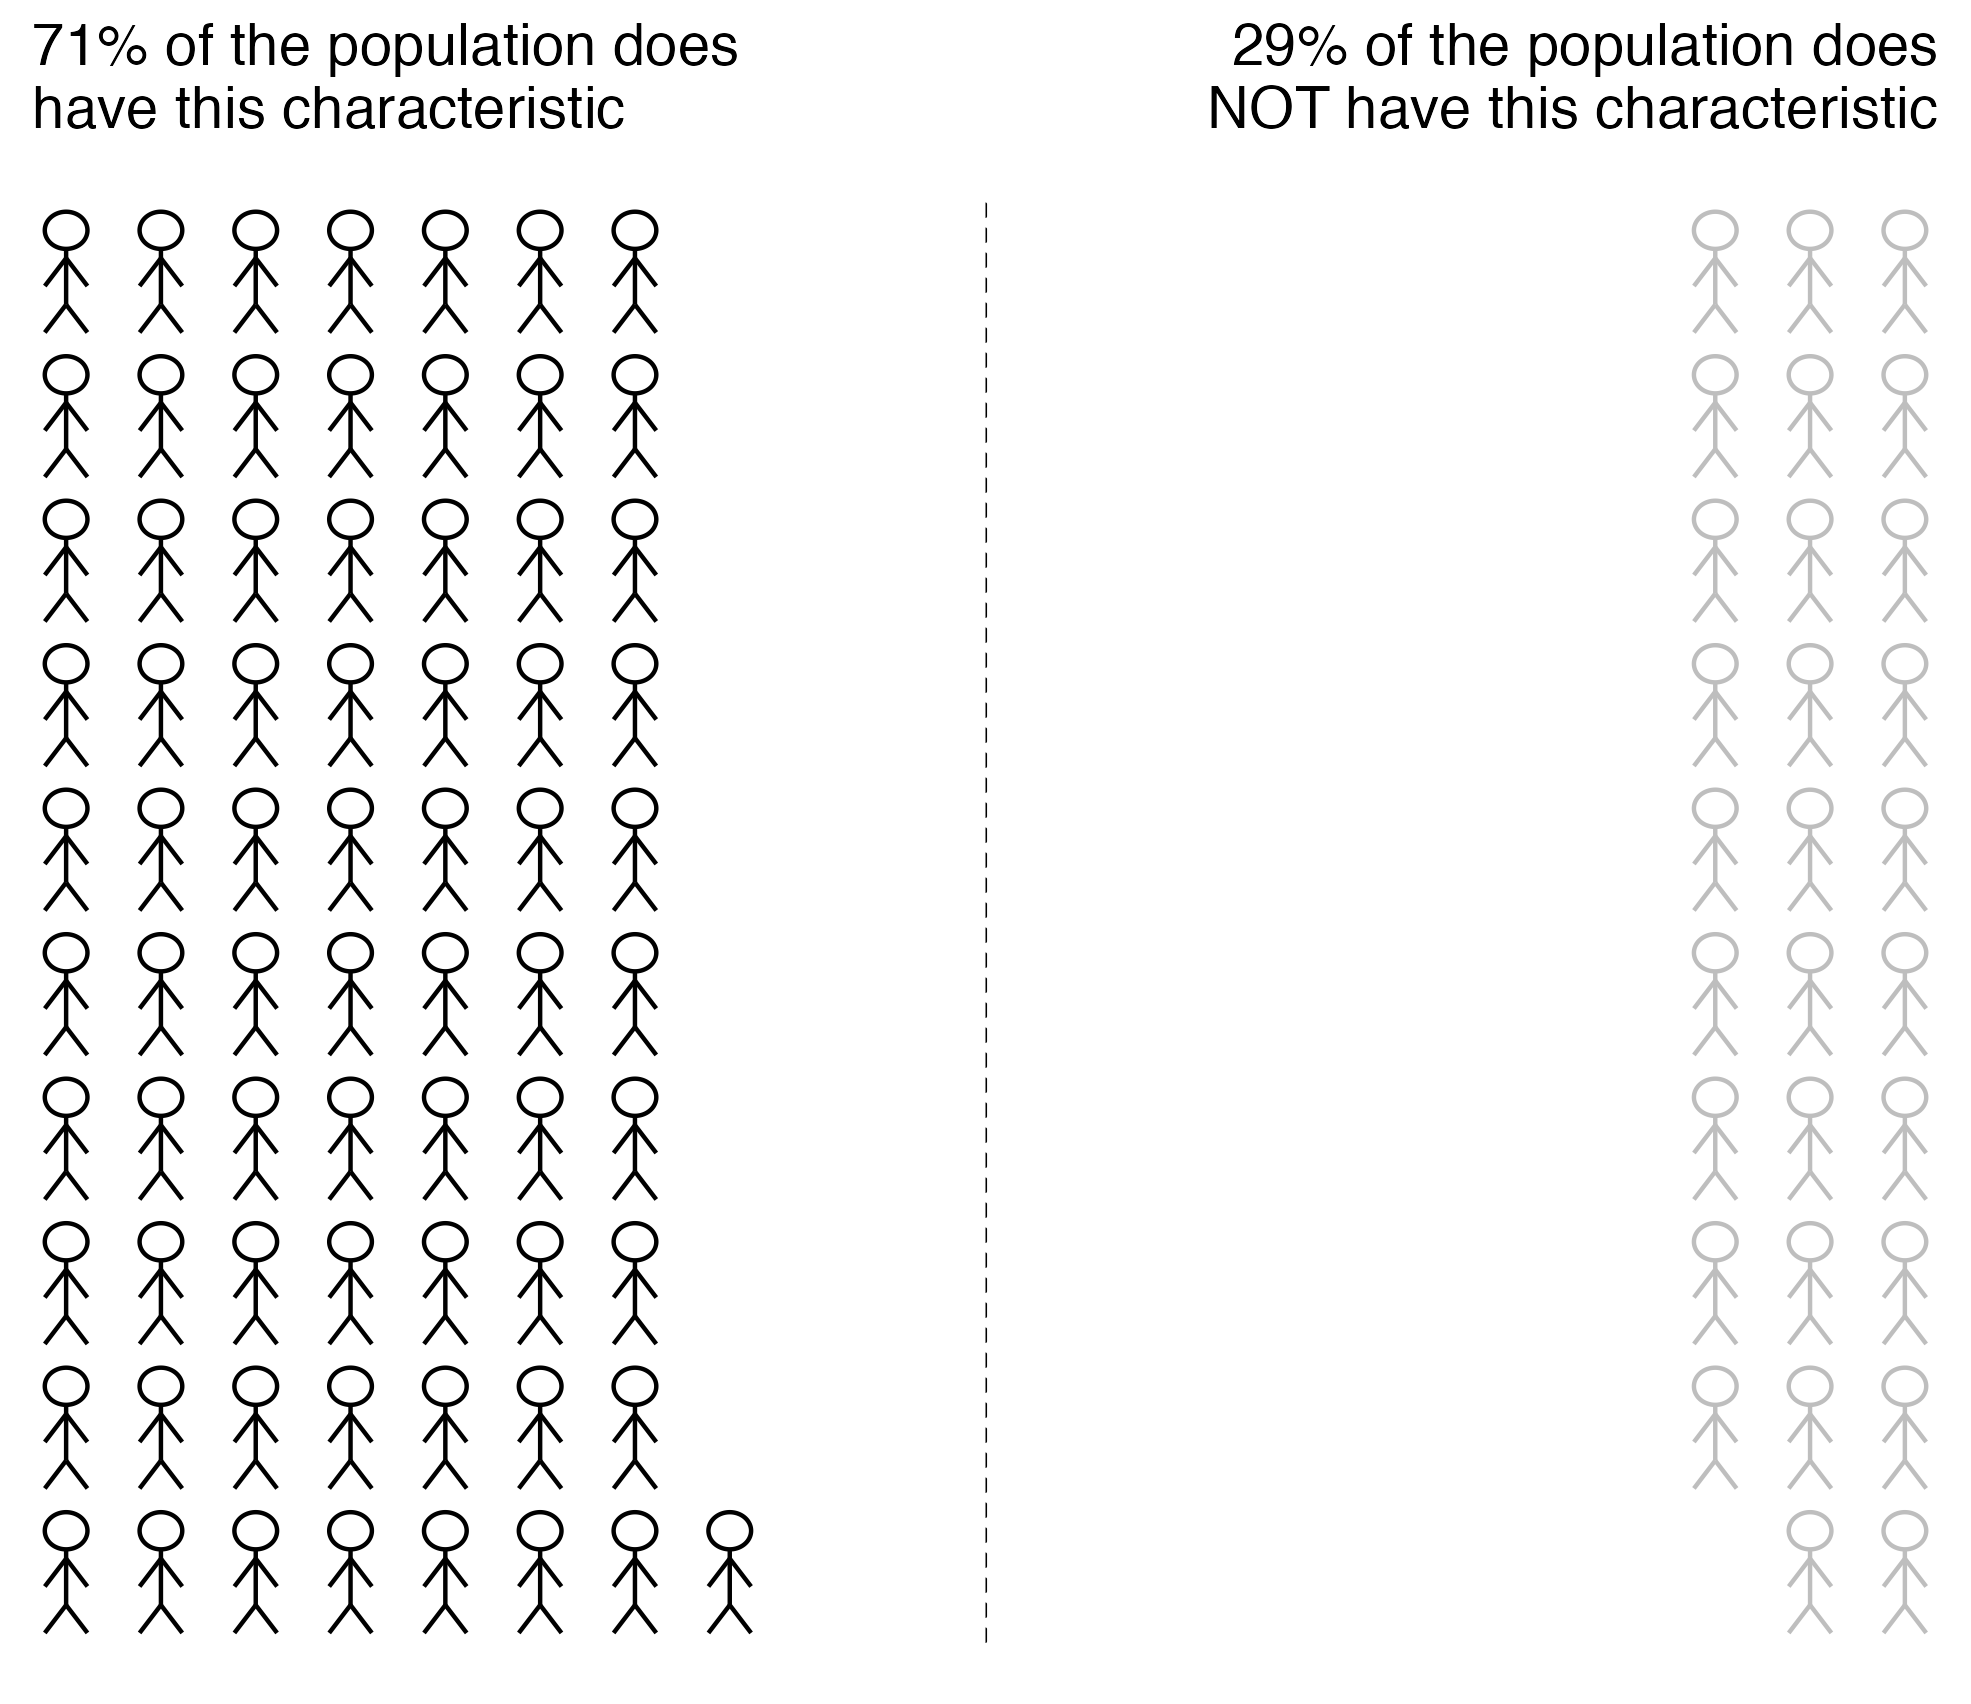 71% of the population does
have this characteristic
29% of the population does
NOT have this characteristic